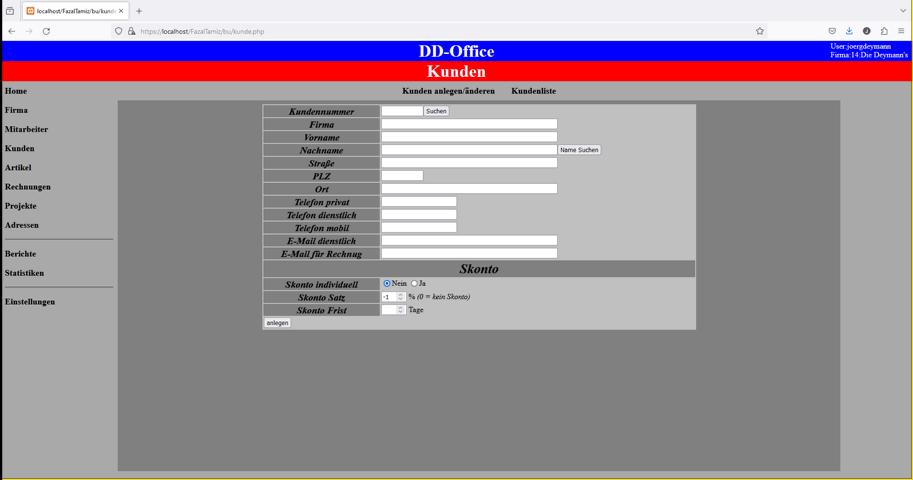 localhost/FazalTamiz/bu/kunde
https://localhost/FazalTamiz/bu/kunde.php
DD-Office
User:joergdeymann
Firma:14:Die Deymann's
Kunden
Home
Kunden anlegen/änderen Kundenliste
Firma
Mitarbeiter
Kunden
Artikel
Rechnungen
Projekte
Adressen
Berichte
Statistiken
Einstellungen
Kundennummer Suchen
Firma
Vorname
Nachname Name Suchen
Straße
PLZ
Ort
Telefon privat
Telefon dienstlich
Telefon mobil
E-Mail dienstlich
E-Mail für Rechnug
Skonto
Skonto individuell Nein Ja
Skonto Satz -1 % (0 = kein Skonto)
Skonto Frist Tage
anlegen